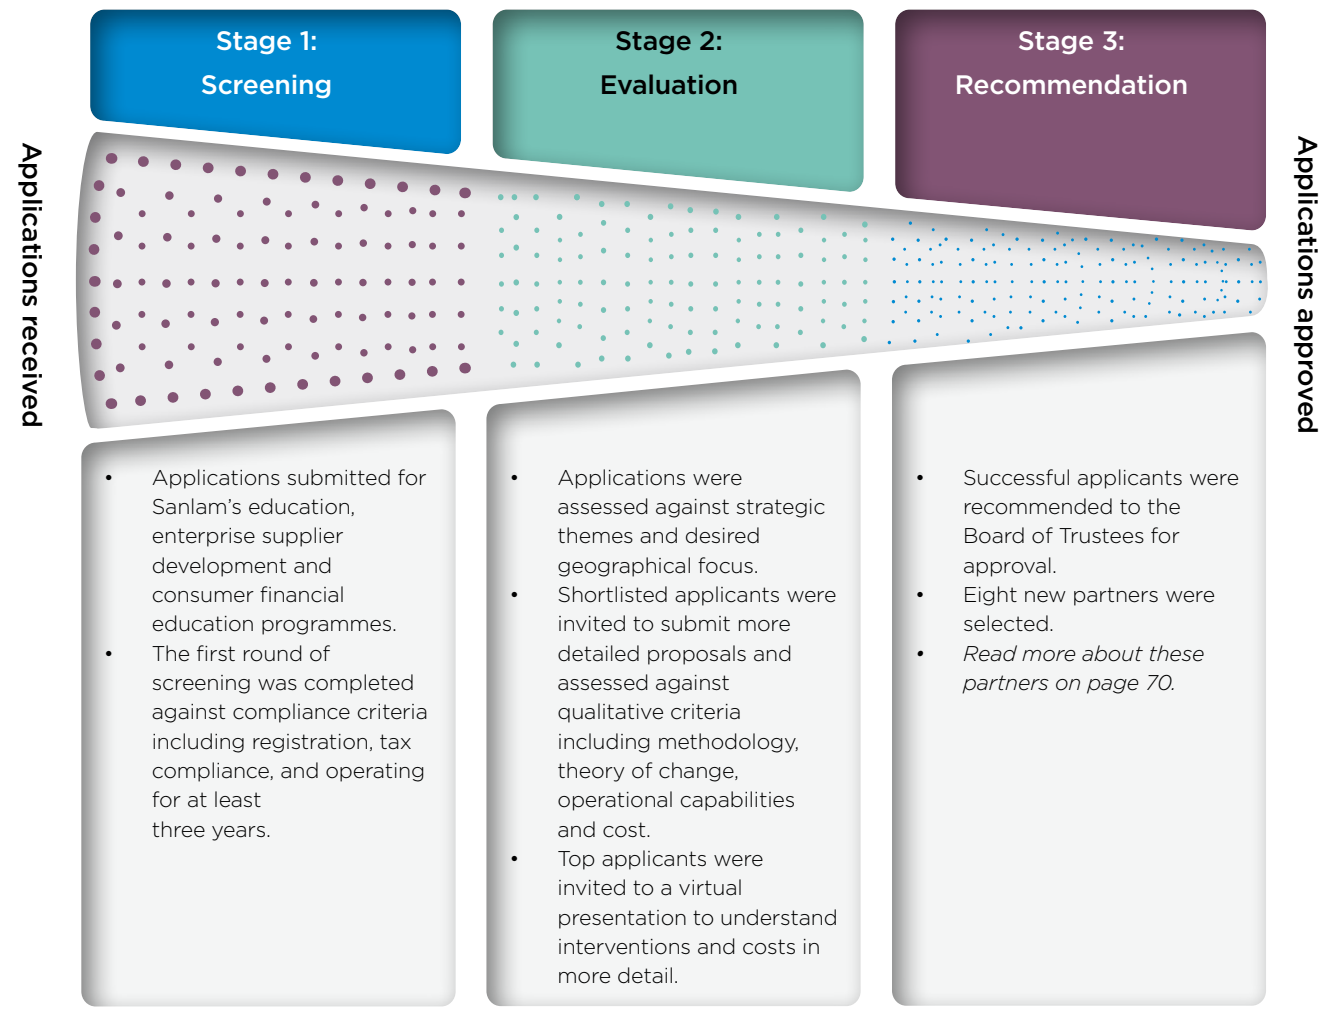 Stage 1:
Screening
Stage 2:
Evaluation
Stage 3:
Recommendation
Applications received
Applications approved
• Applications submitted for
Sanlam’s education,
enterprise supplier
development and
consumer financial
education programmes.
• The first round of
screening was completed
against compliance criteria
including registration, tax
compliance, and operating
for at least
three years.
• Applications were
assessed against strategic
themes and desired
geographical focus.
• Shortlisted applicants were
invited to submit more
detailed proposals and
assessed against
qualitative criteria
including methodology,
theory of change,
operational capabilities
and cost.
• Top applicants were
invited to a virtual
presentation to understand
interventions and costs in
more detail.
• Successful applicants were
recommended to the
Board of Trustees for
approval.
• Eight new partners were
selected.
• Read more about these
partners on page 70.